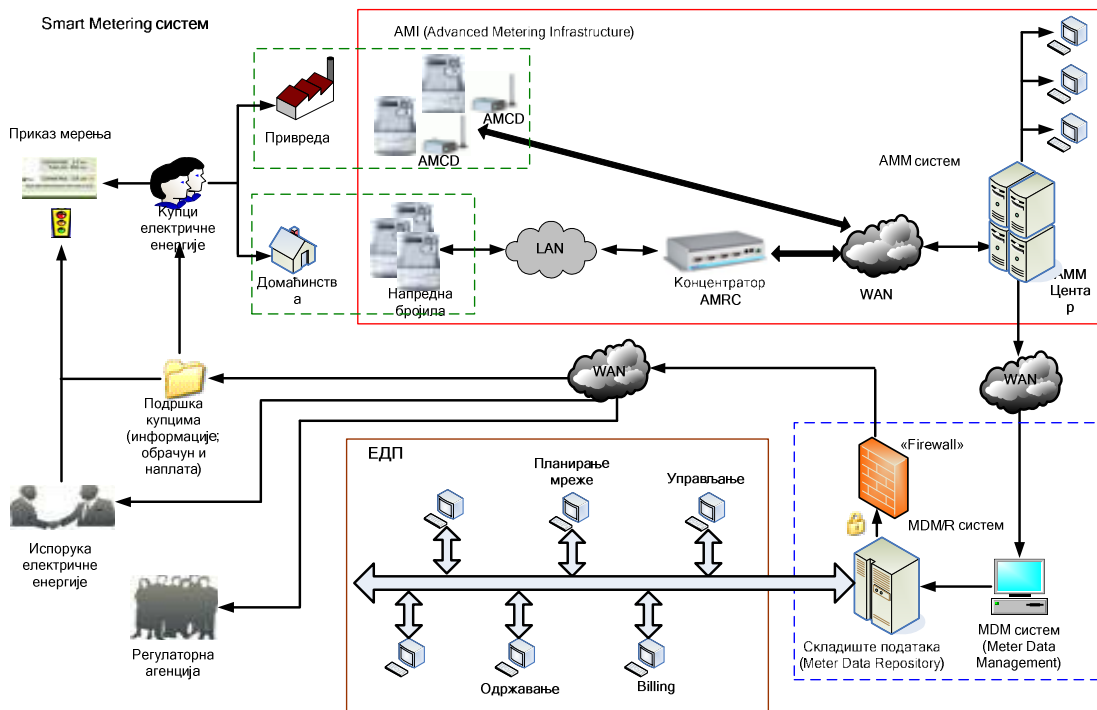 Smart Metering систем
AMI (Advanced Metering Infrastructure)
Приказ мерења
Привреда
AMCD
AMCD
АММ систем
Купци
електричне
енергије
LAN
Домаћинств
а
Напредна
бројила
Концентратор
AMRC
WAN
АММ
Цента
р
WAN
WAN
Подршка
купцима
(информације;
обрачун и
наплата)
«Firewall»
ЕДП
Планирање
мреже
Управљање
MDM/R систем
Испорука
електричне
енергије
Регулаторна
агенција
Одржавање
Billing
Складиште података
(Meter Data Repository)
MDM систем
(Meter Data
Management)